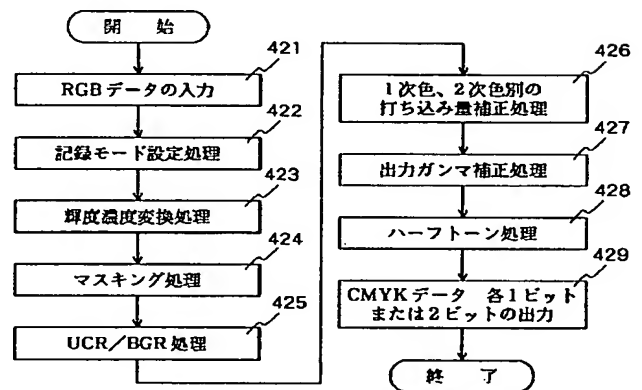 開 始
421
RGBデータの入力
422
記録モード設定処理
423
輝度濃度変換処理
424
マスキング処理
425
UCR/BGR処理
426
1次色、2次色別の
打ち込み量補正処理
427
出力ガンマ補正処理
428
ハーフトーン処理
429
CMYKデータ 各1ビット
または2ビットの出力
終 了